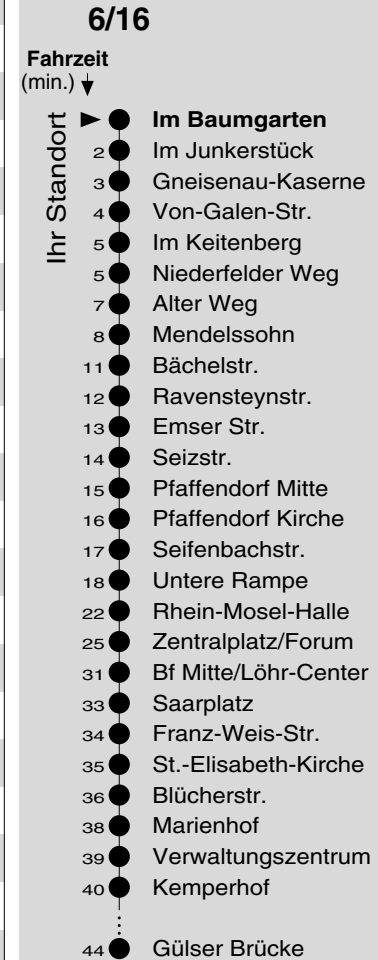 6/16
Fahrzeit
(min.)
Ihr Standort
Im Baumgarten
2 Im Junkerstück
3 Gneisenau-Kaserne
4 Von-Galen-Str.
5 Im Keitenberg
5 Niederfelder Weg
7 Alter Weg
8 Mendelssohn
11 Bächelstr.
12 Ravensteynstr.
13 Emser Str.
14 Seizstr.
15 Pfaffendorf Mitte
16 Pfaffendorf Kirche
17 Seifenbachstr.
18 Untere Rampe
22 Rhein-Mosel-Halle
25 Zentralplatz/Forum
31 Bf Mitte/Löhr-Center
33 Saarplatz
34 Franz-Weis-Str.
35 St.-Elisabeth-Kirche
36 Blücherstr.
38 Marienhof
39 Verwaltungszentrum
40 Kemperhof
44 Gülser Brücke